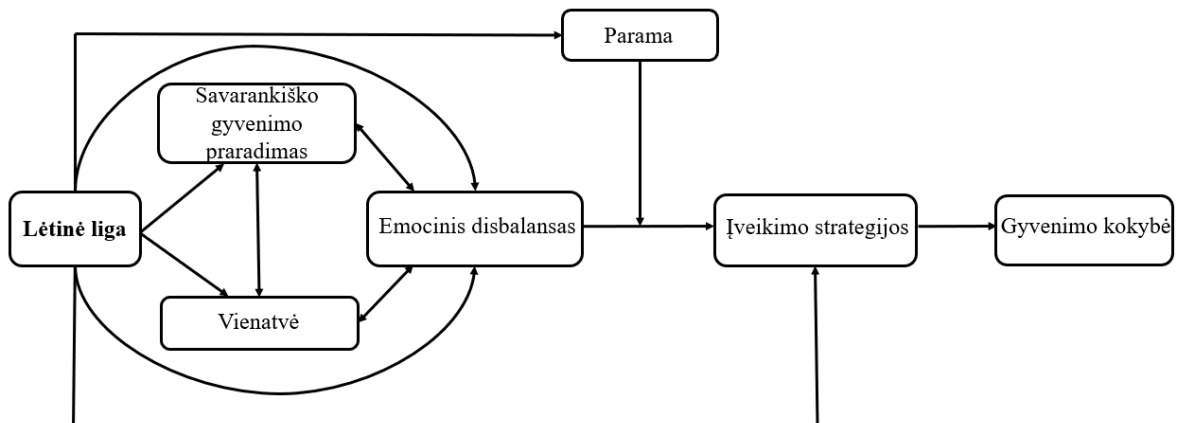 Parama
Savarankiško
gyvenimo
praradimas
Lėtinė liga
Emocinis disbalansas
Įveikimo strategijos
Gyvenimo kokybė
Vienatvė